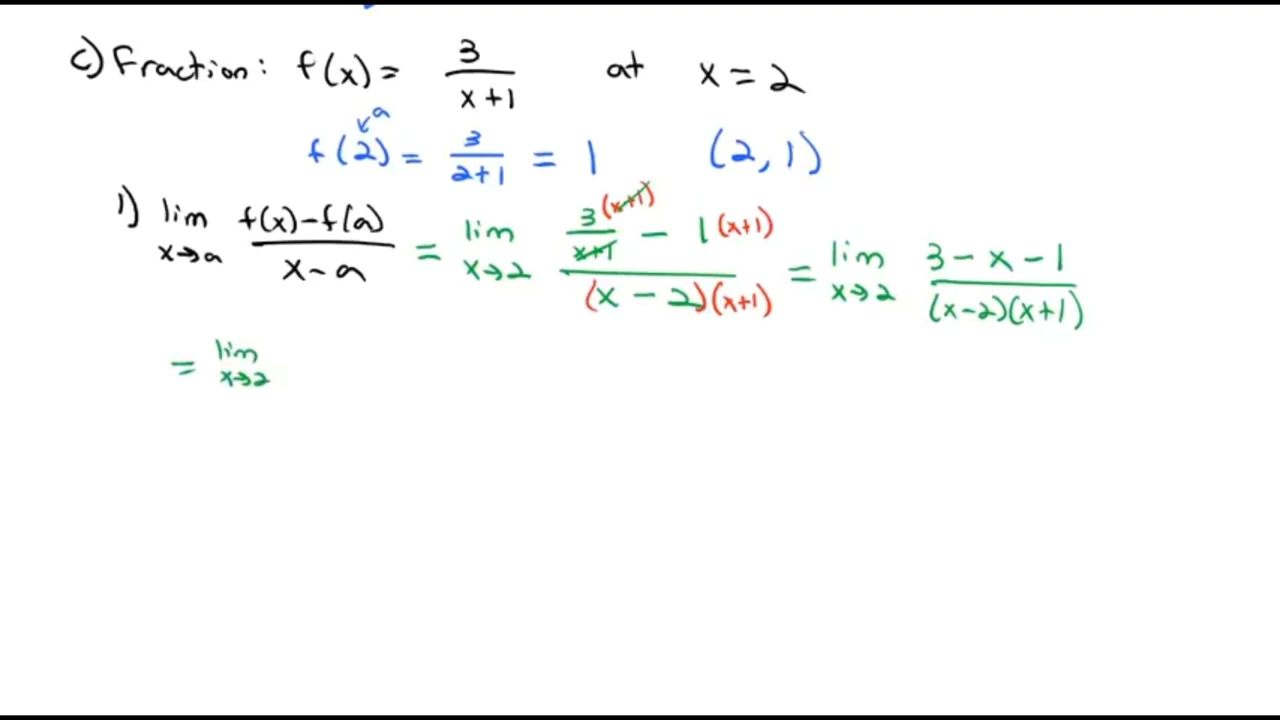 c) Fraction: f(x) = 3/(x+1) at x = 2
↙a
f(2) = 3/(2+1) = 1 (2, 1)
1) lim x→a (f(x)-f(a))/(x-a) = lim x→2 (3/(x+1) (x+1) - 1(x+1))/((x-2)(x+1)) = lim x→2 (3-x-1)/((x-2)(x+1))
= lim x→2